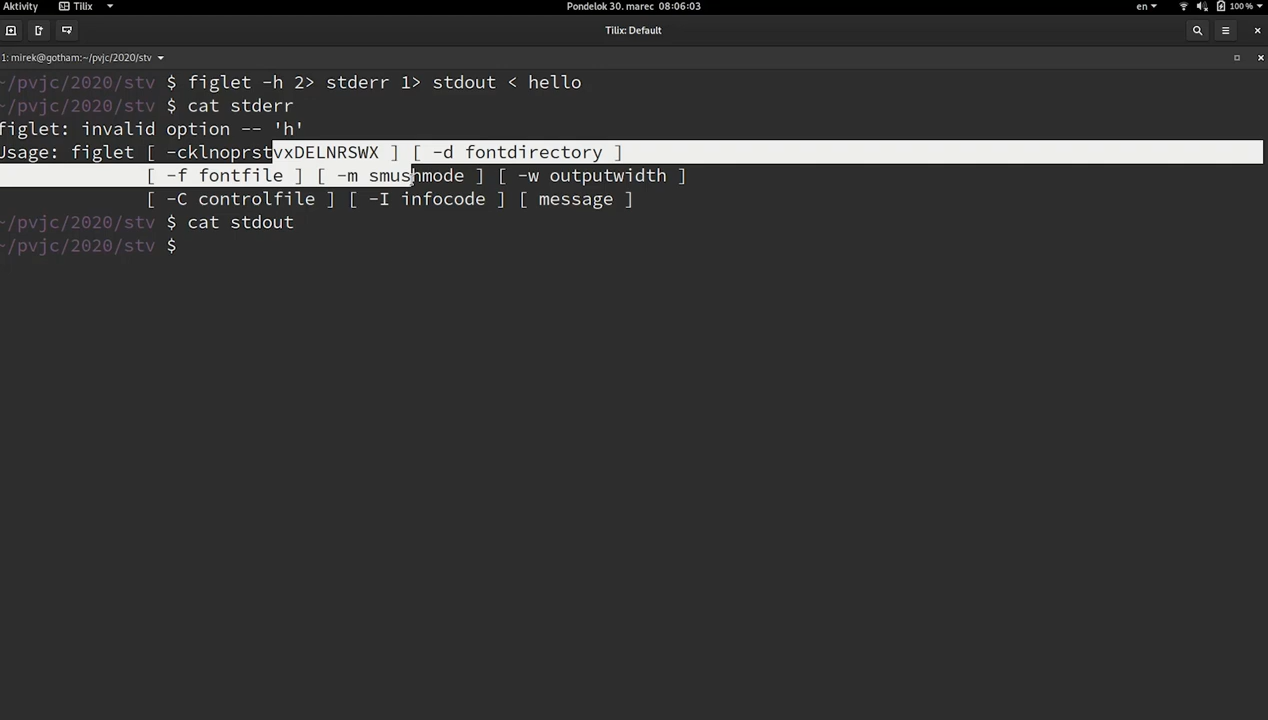 Aktivity Tilix Pondelok 30. marec 08:06:03 en 100 %
Tilix: Default
1: mirek@gotham:~/pvjc/2020/stv
~/pvjc/2020/stv $ figlet -h 2> stderr 1> stdout < hello
~/pvjc/2020/stv $ cat stderr
figlet: invalid option -- 'h'
Usage: figlet [ -cklnoprstvxDELNRSWX ] [ -d fontdirectory ]
[ -f fontfile ] [ -m smushmode ] [ -w outputwidth ]
[ -C controlfile ] [ -I infocode ] [ message ]
~/pvjc/2020/stv $ cat stdout
~/pvjc/2020/stv $